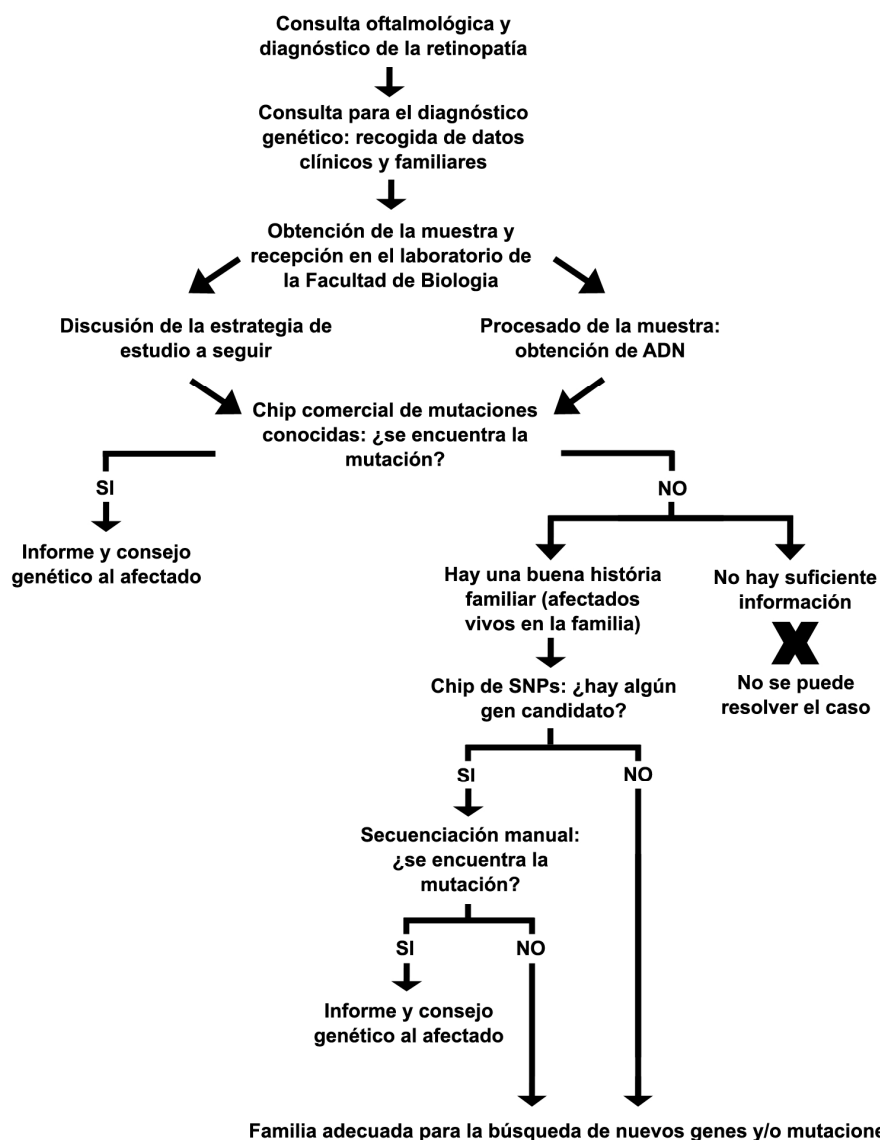 Consulta oftalmológica y
diagnóstico de la retinopatía
Consulta para el diagnóstico
genético: recogida de datos
clínicos y familiares
Obtención de la muestra y
recepción en el laboratorio de
la Facultad de Biologia
Discusión de la estrategia de
estudio a seguir
Procesado de la muestra:
obtención de ADN
Chip comercial de mutaciones
conocidas: ¿se encuentra la
mutación?
SI
NO
Informe y consejo
genético al afectado
Hay una buena história
familiar (afectados
vivos en la familia)
No hay suficiente
información
No se puede
resolver el caso
Chip de SNPs: ¿hay algún
gen candidato?
SI
NO
Secuenciación manual:
¿se encuentra la
mutación?
SI
NO
Informe y consejo
genético al afectado
Familia adecuada para la búsqueda de nuevos genes y/o mutacione